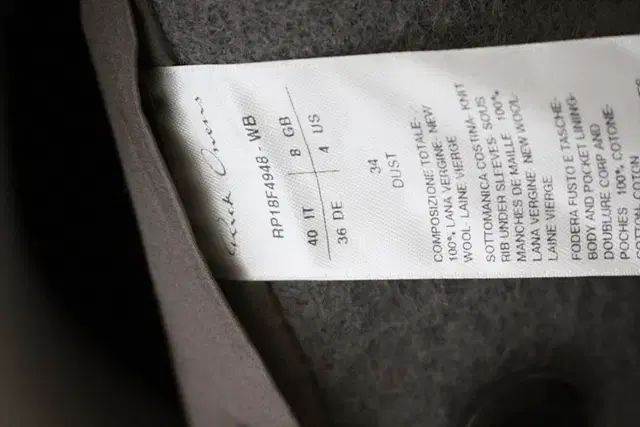 Rick Owens
RP18F4948 - WB
40 IT 8 GB
36 DE 4 US
34
DUST
COMPOSIZIONE TOTALE-
100% LANA VERGINE- NEW
WOOL- LAINE VIERGE
SOTTOMANICA COSTINA- KNIT
RIB UNDER SLEEVES- SOUS
MANCHES DE MAILLE 100%
LANA VERGINE- NEW WOOL-
LAINE VIERGE
FODERA FUSTO E TASCHE-
BODY AND POCKET LINING-
DOUBLURE CORP AND
POCHES 100% COTONE-